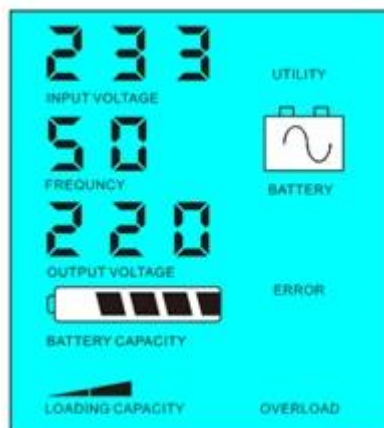 233
UTILITY
INPUT VOLTAGE
50
FREQUNCY
BATTERY
220
OUTPUT VOLTAGE
ERROR
BATTERY CAPACITY
LOADING CAPACITY
OVERLOAD